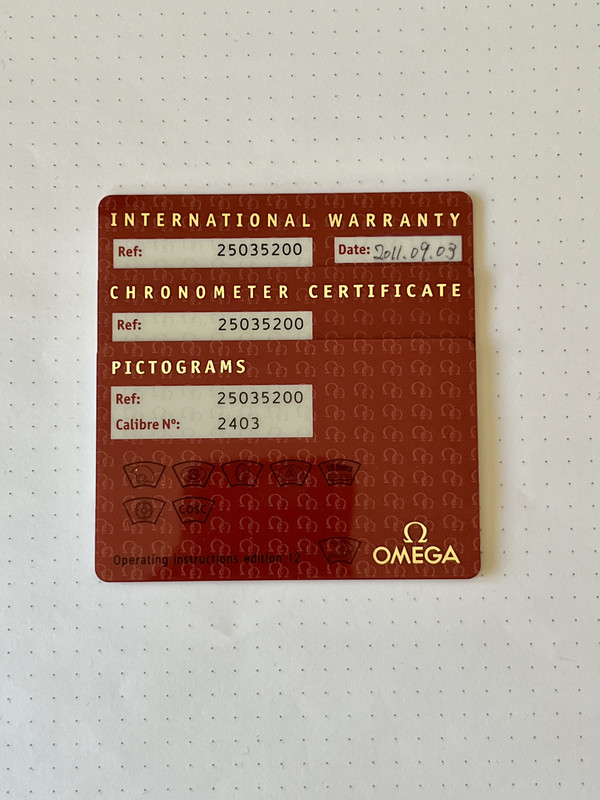 INTERNATIONAL WARRANTY
Ref: 25035200 Date: 2011.09.03
CHRONOMETER CERTIFICATE
Ref: 25035200
PICTOGRAMS
Ref: 25035200
Calibre Nº: 2403
COSC
Operating instructions edition 12
Ω
OMEGA